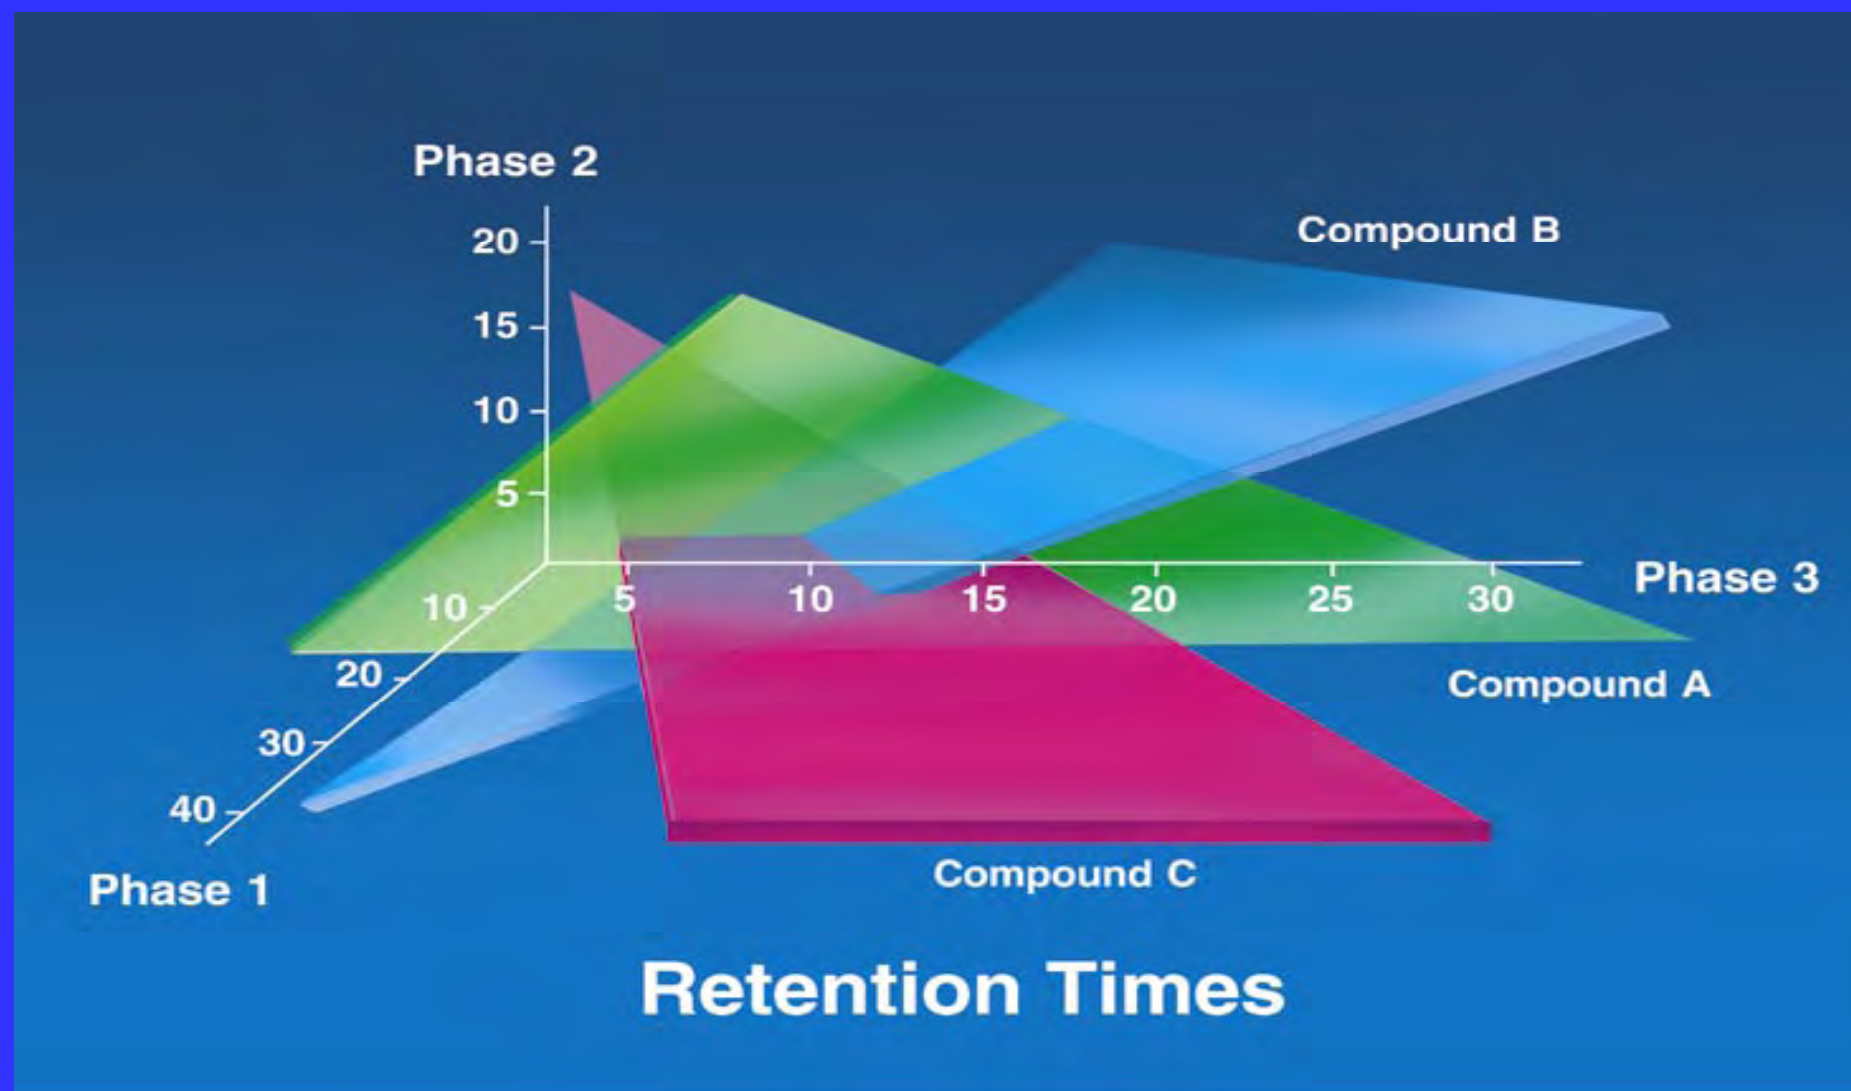 Phase 2
20
Compound B
15
10
5
Phase 3
10
5 10 15 20 25 30
20
Compound A
30
40
Compound C
Phase 1
Retention Times